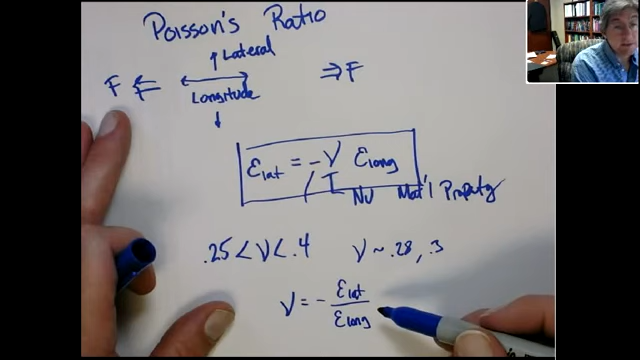 Poisson's Ratio
Lateral
F F ⇒ F
Longitude
ε_lat = -ν ε_long
Nu Mat'l Property
.25 < ν < .4 ν ~ .28, .3
ν = - ε_lat / ε_long